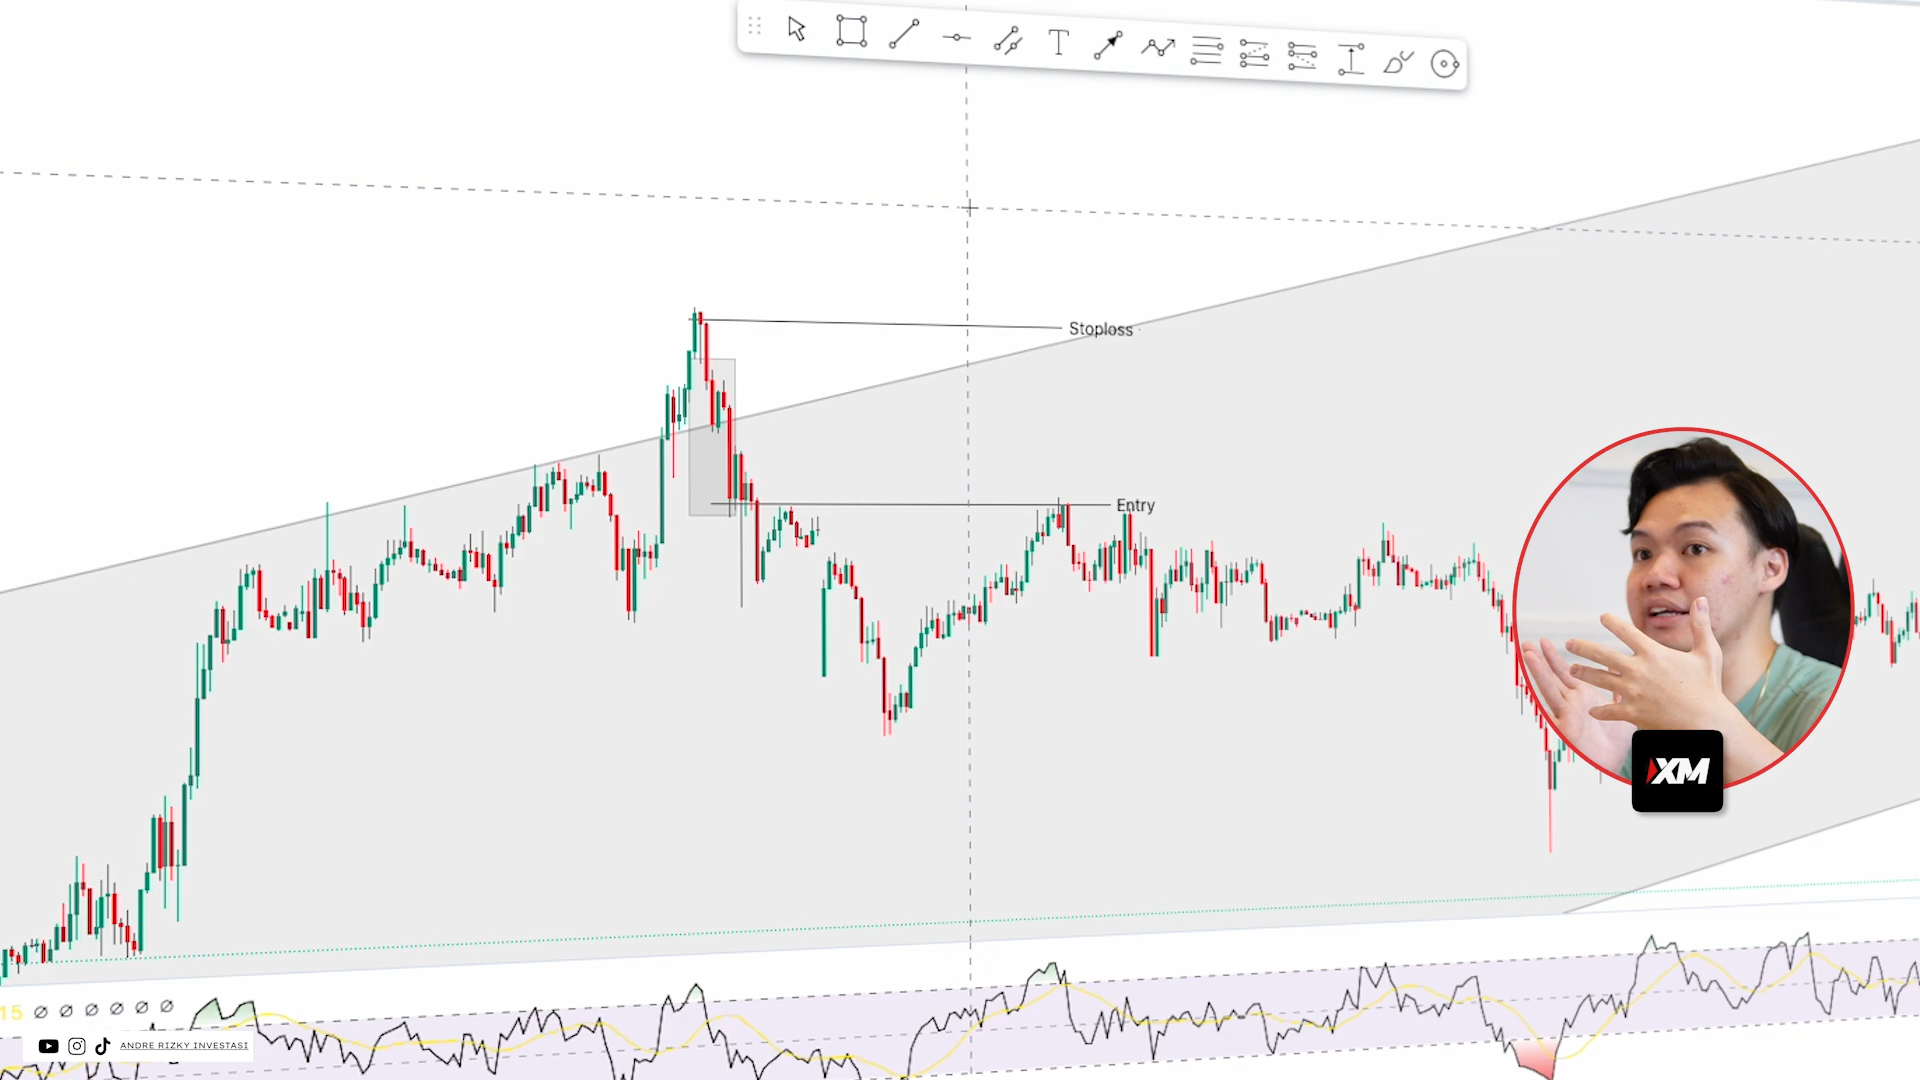 T
Stoploss
Entry
XM
15 Ø Ø Ø Ø Ø Ø
ANDRE RIZKY INVESTASI